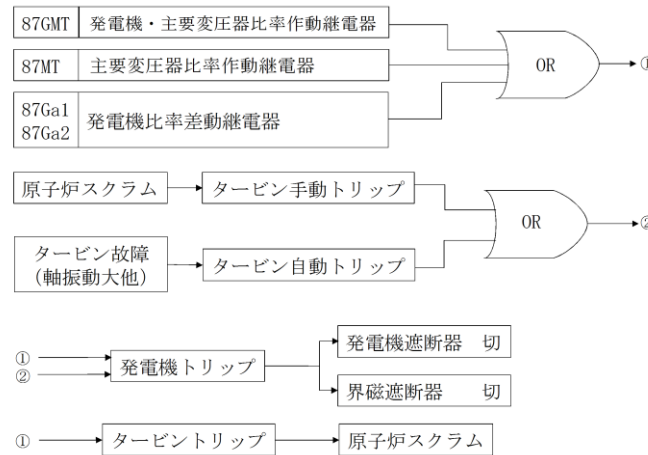 87GMT 発電機・主要変圧器比率作動継電器
OR
①
87MT 主要変圧器比率作動継電器
87Ga1
87Ga2
発電機比率差動継電器
原子炉スクラム
タービン手動トリップ
OR
②
タービン故障
(軸振動大他)
タービン自動トリップ
①
②
発電機トリップ
発電機遮断器 切
界磁遮断器 切
①
タービントリップ
原子炉スクラム